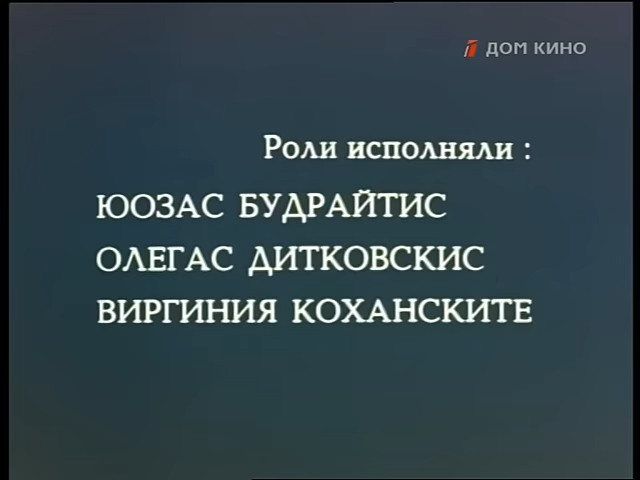 ДОМ КИНО
Роли исполняли :
ЮОЗАС БУДРАЙТИС
ОЛЕГАС ДИТКОВСКИС
ВИРГИНИЯ КОХАНСКИТЕ